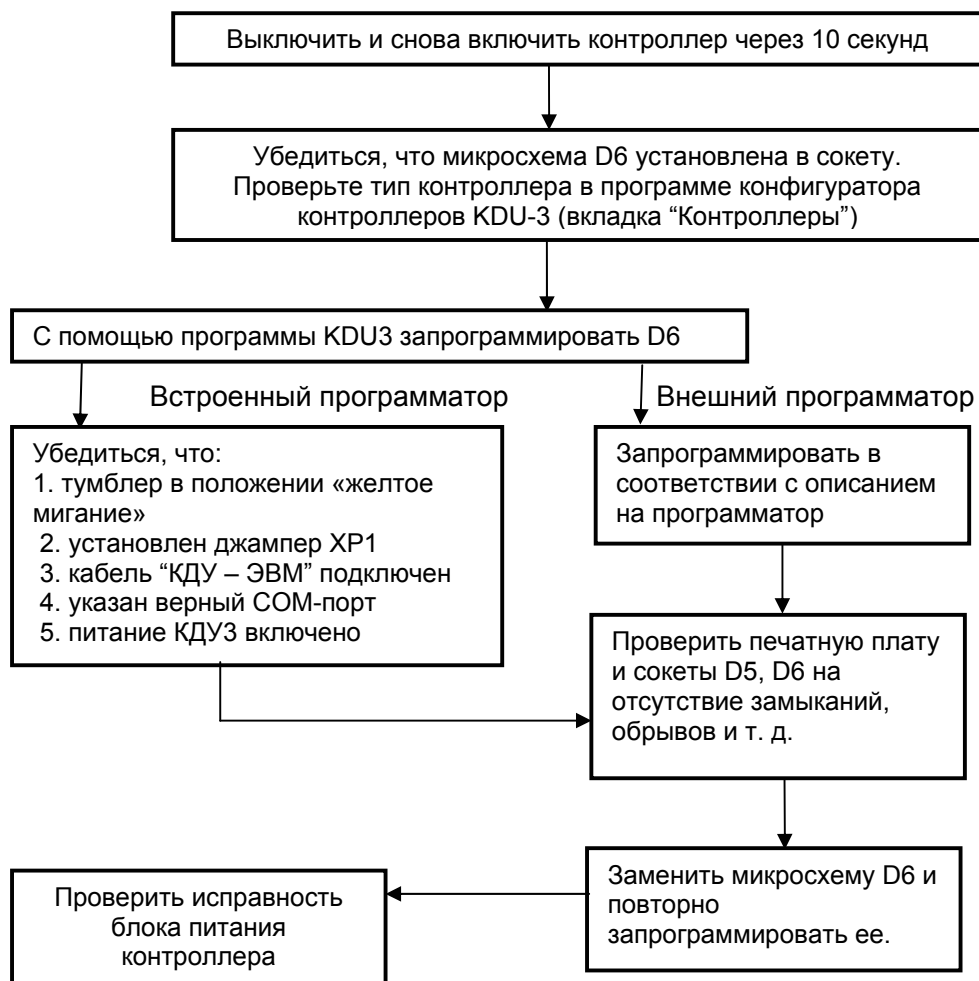 Выключить и снова включить контроллер через 10 секунд
Убедиться, что микросхема D6 установлена в сокету.
Проверьте тип контроллера в программе конфигуратора
контроллеров KDU-3 (вкладка “Контроллеры”)
С помощью программы KDU3 запрограммировать D6
Встроенный программатор
Внешний программатор
Убедиться, что:
1. тумблер в положении «желтое
мигание»
2. установлен джампер XP1
3. кабель “КДУ – ЭВМ” подключен
4. указан верный COM-порт
5. питание КДУ3 включено
Запрограммировать в
соответствии с описанием
на программатор
Проверить печатную плату
и сокеты D5, D6 на
отсутствие замыканий,
обрывов и т. д.
Заменить микросхему D6 и
повторно
запрограммировать ее.
Проверить исправность
блока питания
контроллера